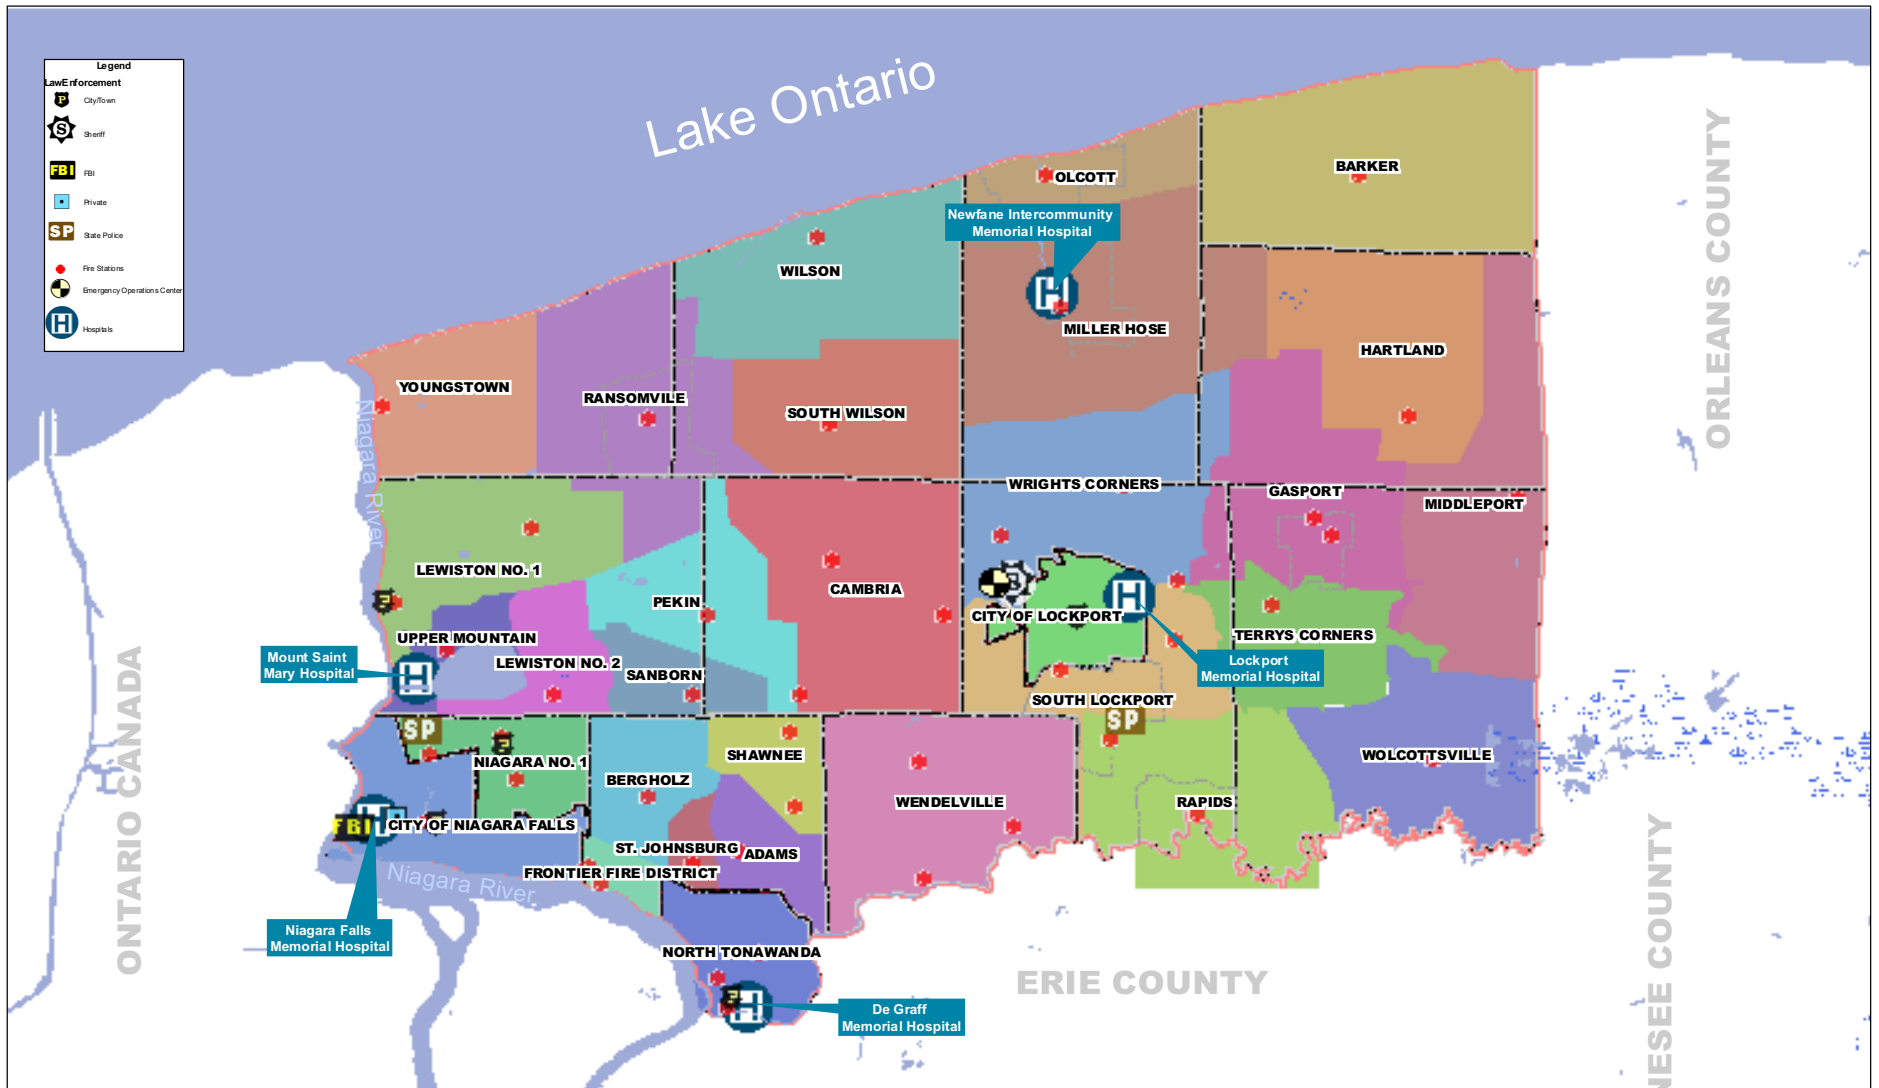 Legend
LawEnforcement
City/Town
Sheriff
FBI
FBI
Private
SP
State Police
Fire Stations
Emergency Operations Center
H
Hospitals
Lake Ontario
BARKER
OLCOTT
Newfane Intercommunity
Memorial Hospital
WILSON
H
MILLER HOSE
HARTLAND
YOUNGSTOWN
RANSOMVILE
SOUTH WILSON
Niagara River
WRIGHTS CORNERS
GASPORT
MIDDLEPORT
LEWISTON NO. 1
CAMBRIA
PEKIN
H
CITY OF LOCKPORT
TERRYS CORNERS
UPPER MOUNTAIN
Mount Saint
Mary Hospital
H
LEWISTON NO. 2
SANBORN
Lockport
Memorial Hospital
SOUTH LOCKPORT
SP
SP
SHAWNEE
WOLCOTTSVILLE
NIAGARA NO. 1
BERGHOLZ
WENDELVILLE
RAPIDS
FBI
CITY OF NIAGARA FALLS
ST. JOHNSBURG
ADAMS
FRONTIER FIRE DISTRICT
Niagara River
Niagara Falls
Memorial Hospital
NORTH TONAWANDA
H
De Graff
Memorial Hospital
ERIE COUNTY
ONTARIO CANADA
ORLEANS COUNTY
NESEE COUNTY